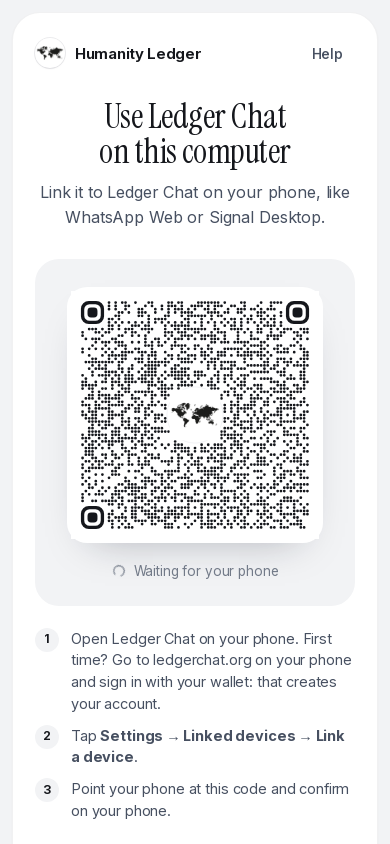 Humanity Ledger
Help
Use Ledger Chat
on this computer
Link it to Ledger Chat on your phone, like
WhatsApp Web or Signal Desktop.
Waiting for your phone
1 Open Ledger Chat on your phone. First
time? Go to ledgerchat.org on your phone
and sign in with your wallet: that creates
your account.
2 Tap Settings → Linked devices → Link
a device.
3 Point your phone at this code and confirm
on your phone.